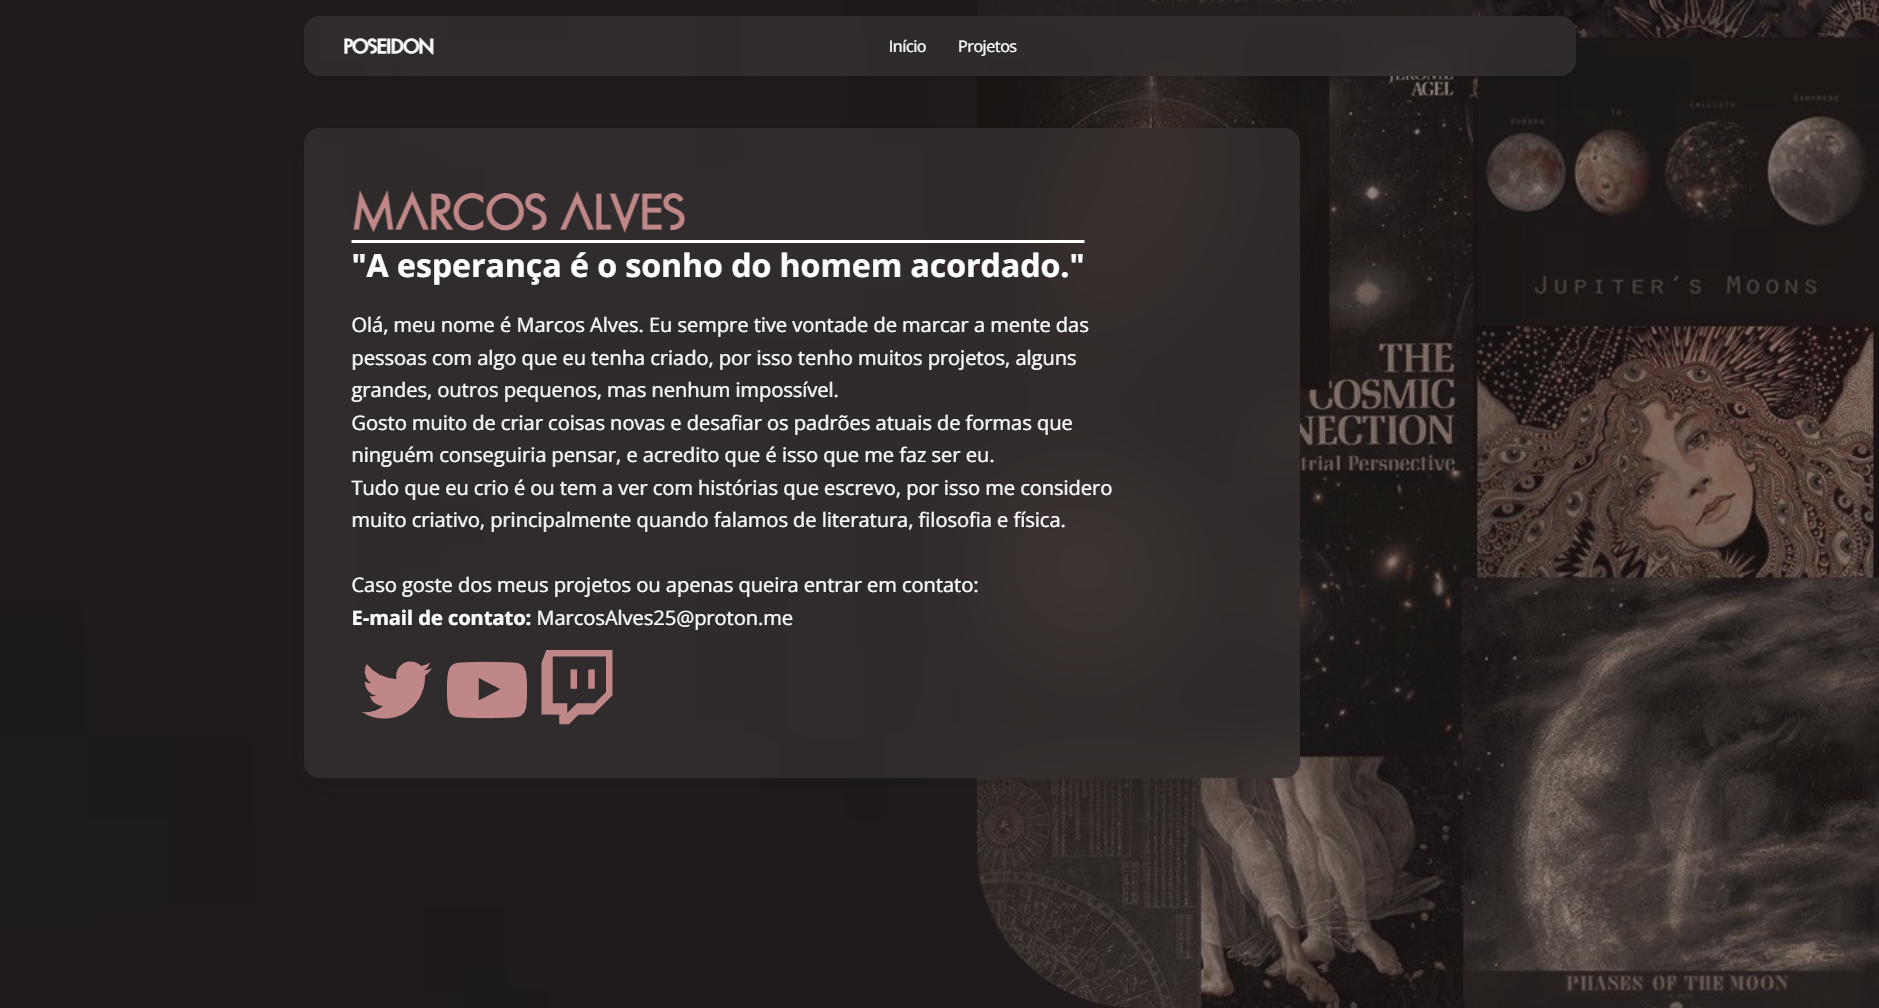 POSEIDON
Início
Projetos
JEROME
AGEL
EUROPA
IO
CALLISTO
GANYMEDE
MARCOS ALVES
"A esperança é o sonho do homem acordado."
JUPITER'S MOONS
Olá, meu nome é Marcos Alves. Eu sempre tive vontade de marcar a mente das
pessoas com algo que eu tenha criado, por isso tenho muitos projetos, alguns
grandes, outros pequenos, mas nenhum impossível.
Gosto muito de criar coisas novas e desafiar os padrões atuais de formas que
ninguém conseguiria pensar, e acredito que é isso que me faz ser eu.
Tudo que eu crio é ou tem a ver com histórias que escrevo, por isso me considero
muito criativo, principalmente quando falamos de literatura, filosofia e física.
THE
COSMIC
NECTION
trial Perspective
Caso goste dos meus projetos ou apenas queira entrar em contato:
E-mail de contato: MarcosAlves25@proton.me
PHASES OF THE MOON